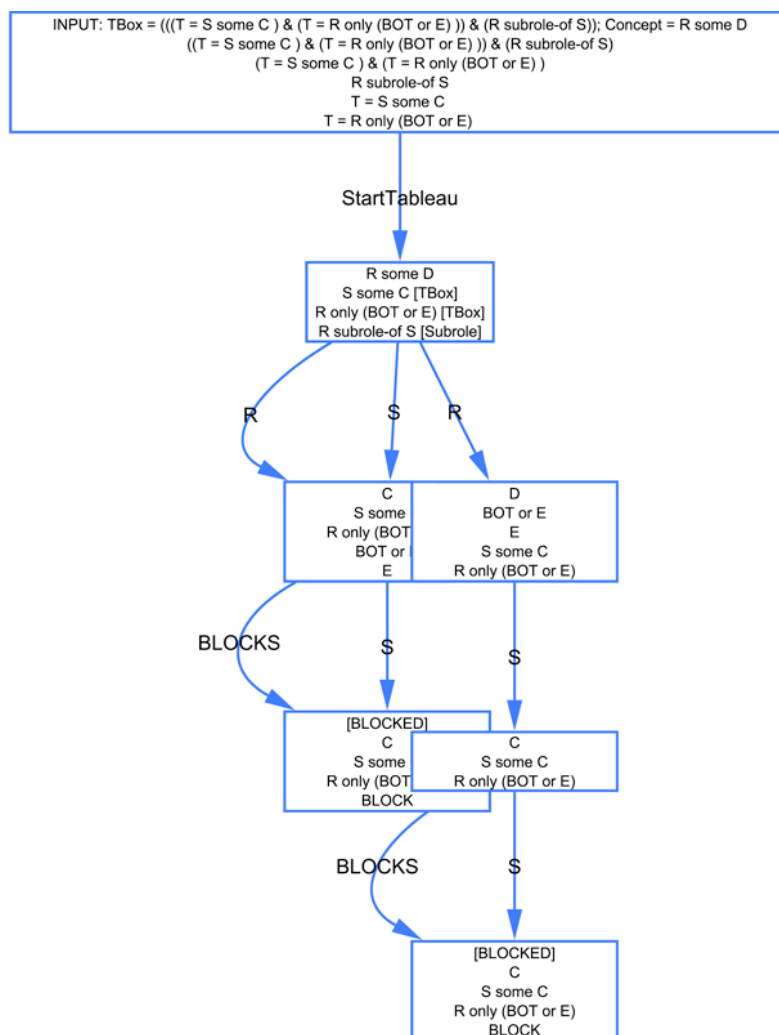 INPUT: TBox = (((T = S some C ) & (T = R only (BOT or E) )) & (R subrole-of S)); Concept = R some D
((T = S some C ) & (T = R only (BOT or E) )) & (R subrole-of S)
(T = S some C ) & (T = R only (BOT or E) )
R subrole-of S
T = S some C
T = R only (BOT or E)
StartTableau
R some D
S some C [TBox]
R only (BOT or E) [TBox]
R subrole-of S [Subrole]
R
S
R
C
S some
R only (BOT
BOT or
E
D
BOT or E
E
S some C
R only (BOT or E)
BLOCKS
S
S
[BLOCKED]
C
S some
R only (BOT
BLOCK
C
S some C
R only (BOT or E)
BLOCKS
S
[BLOCKED]
C
S some C
R only (BOT or E)
BLOCK